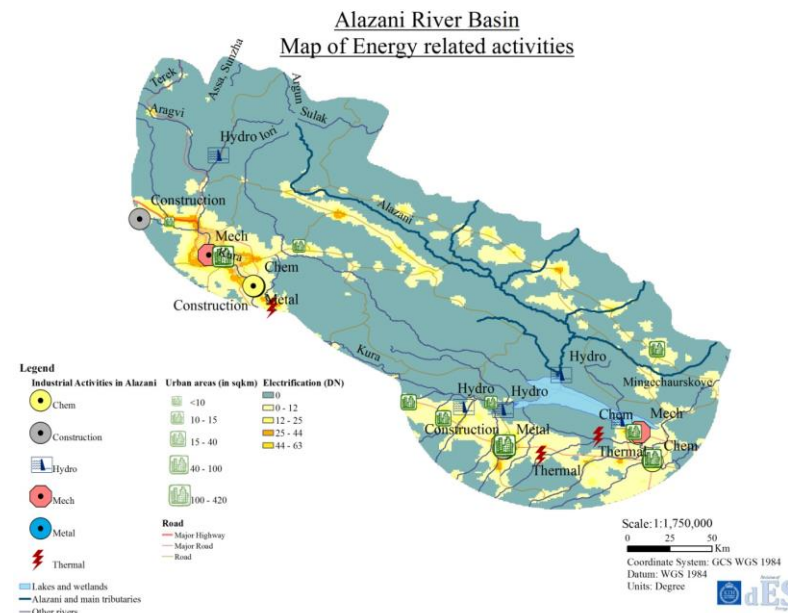 Alazani River Basin
Map of Energy related activities
Terek
Assa, Sunzha
Argun
Sulak
Aragvi
Hydro
Iori
Construction
Alazani
Mech
Kura
Chem
Metal
Construction
Kura
Hydro
Mingechaurskoye
Hydro
Hydro
Chem
Mech
Construction
Metal
Chem
Thermal
Thermal
Legend
Industrial Activities in Alazani
Chem
Construction
Hydro
Mech
Metal
Thermal
Lakes and wetlands
Alazani and main tributaries
Other rivers
Urban areas (in sqkm)
<10
10 - 15
15 - 40
40 - 100
100 - 420
Road
Major Highway
Major Road
Road
Electrification (DN)
0
0 - 12
12 - 25
25 - 44
44 - 63
Scale:1:1,750,000
0 25 50
Km
Coordinate System: GCS WGS 1984
Datum: WGS 1984
Units: Degree
dES